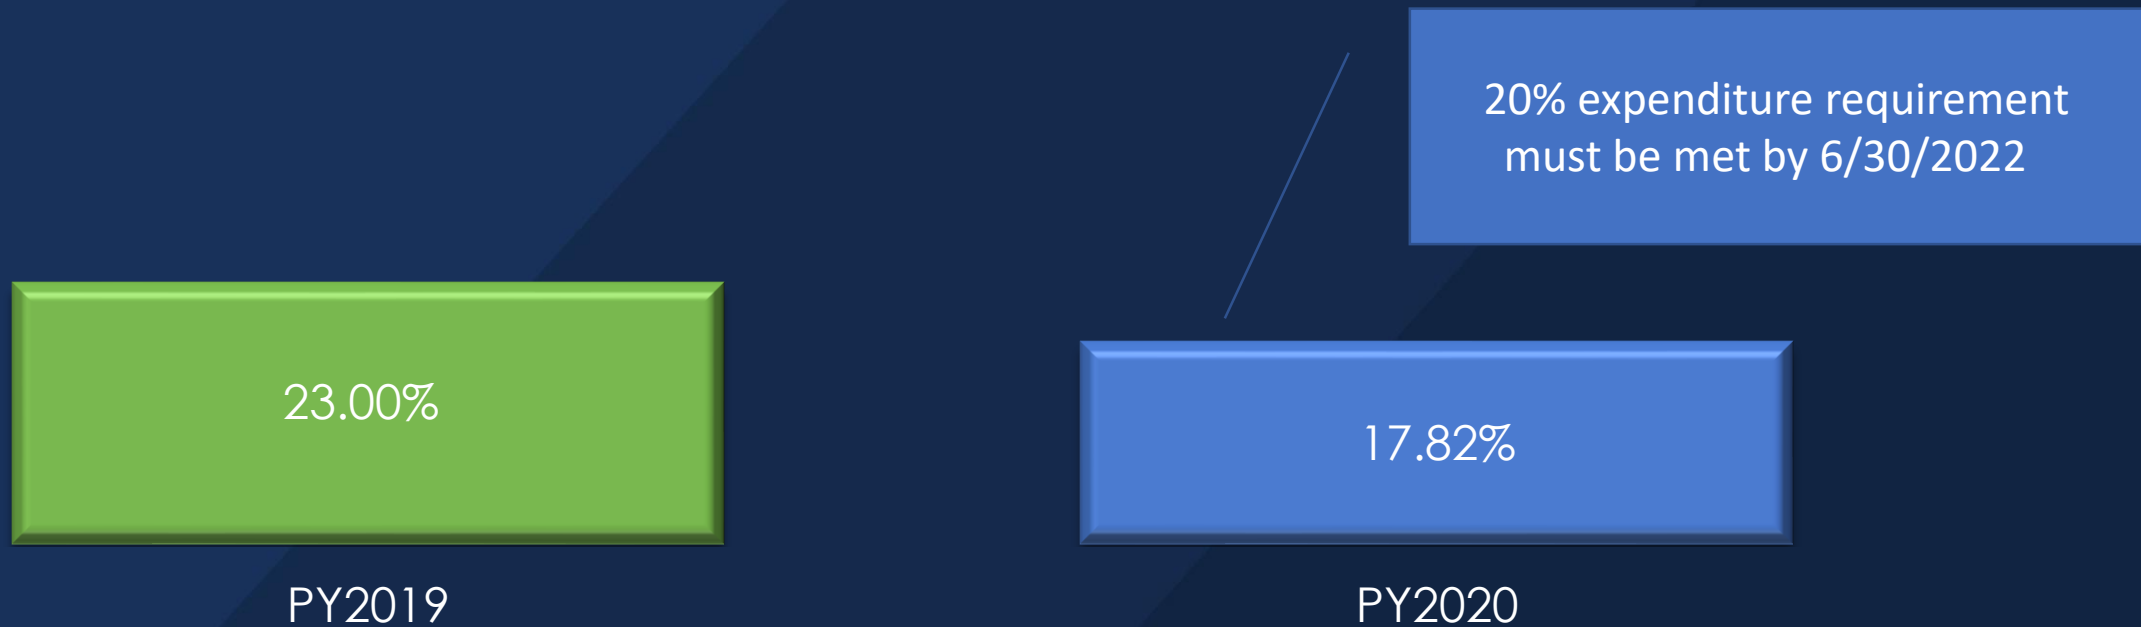 20% expenditure requirement
must be met by 6/30/2022
23.00%
17.82%
PY2019
PY2020